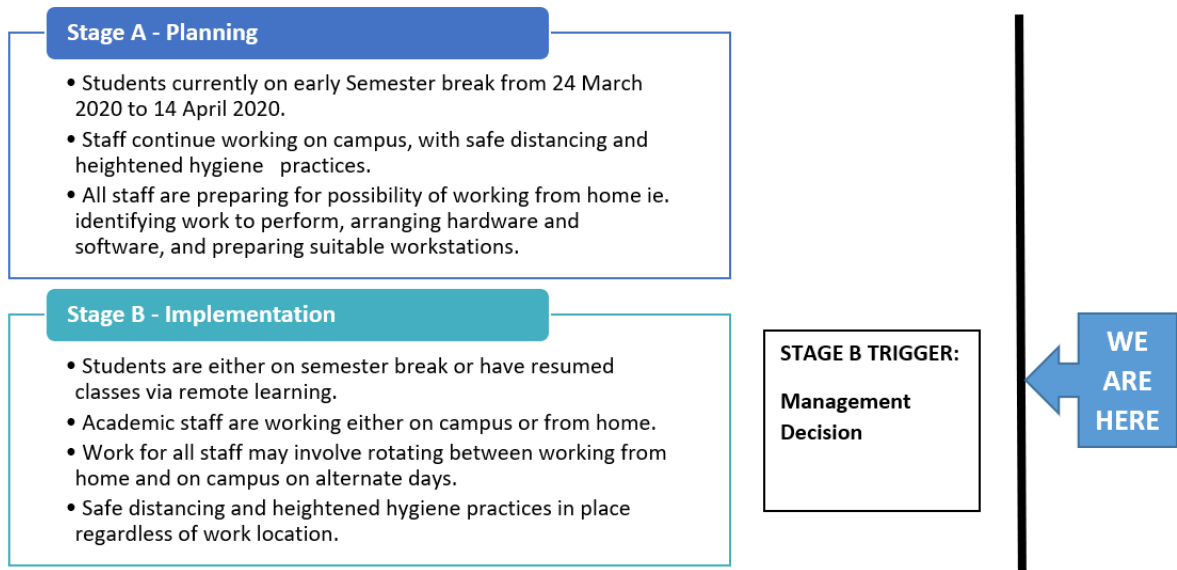 Stage A - Planning
• Students currently on early Semester break from 24 March
2020 to 14 April 2020.
• Staff continue working on campus, with safe distancing and
heightened hygiene practices.
• All staff are preparing for possibility of working from home ie.
identifying work to perform, arranging hardware and
software, and preparing suitable workstations.
Stage B - Implementation
• Students are either on semester break or have resumed
classes via remote learning.
• Academic staff are working either on campus or from home.
• Work for all staff may involve rotating between working from
home and on campus on alternate days.
• Safe distancing and heightened hygiene practices in place
regardless of work location.
STAGE B TRIGGER:
Management
Decision
WE
ARE
HERE